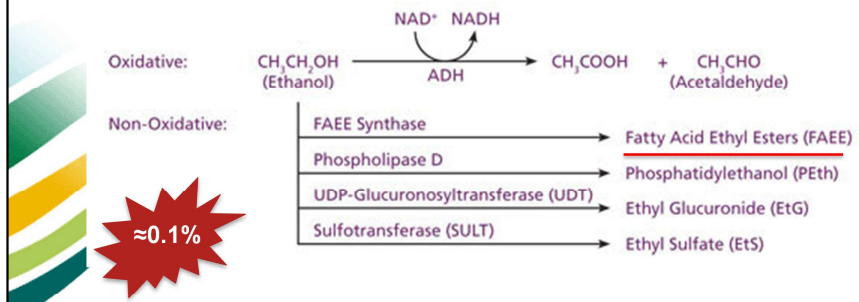 NAD⁺ NADH
Oxidative: CH₃CH₂OH CH₃COOH + CH₃CHO
(Ethanol) ADH (Acetaldehyde)
Non-Oxidative: FAEE Synthase
Fatty Acid Ethyl Esters (FAEE)
Phospholipase D
Phosphatidylethanol (PEth)
UDP-Glucuronosyltransferase (UDT)
Ethyl Glucuronide (EtG)
Sulfotransferase (SULT)
Ethyl Sulfate (EtS)
≈0.1%